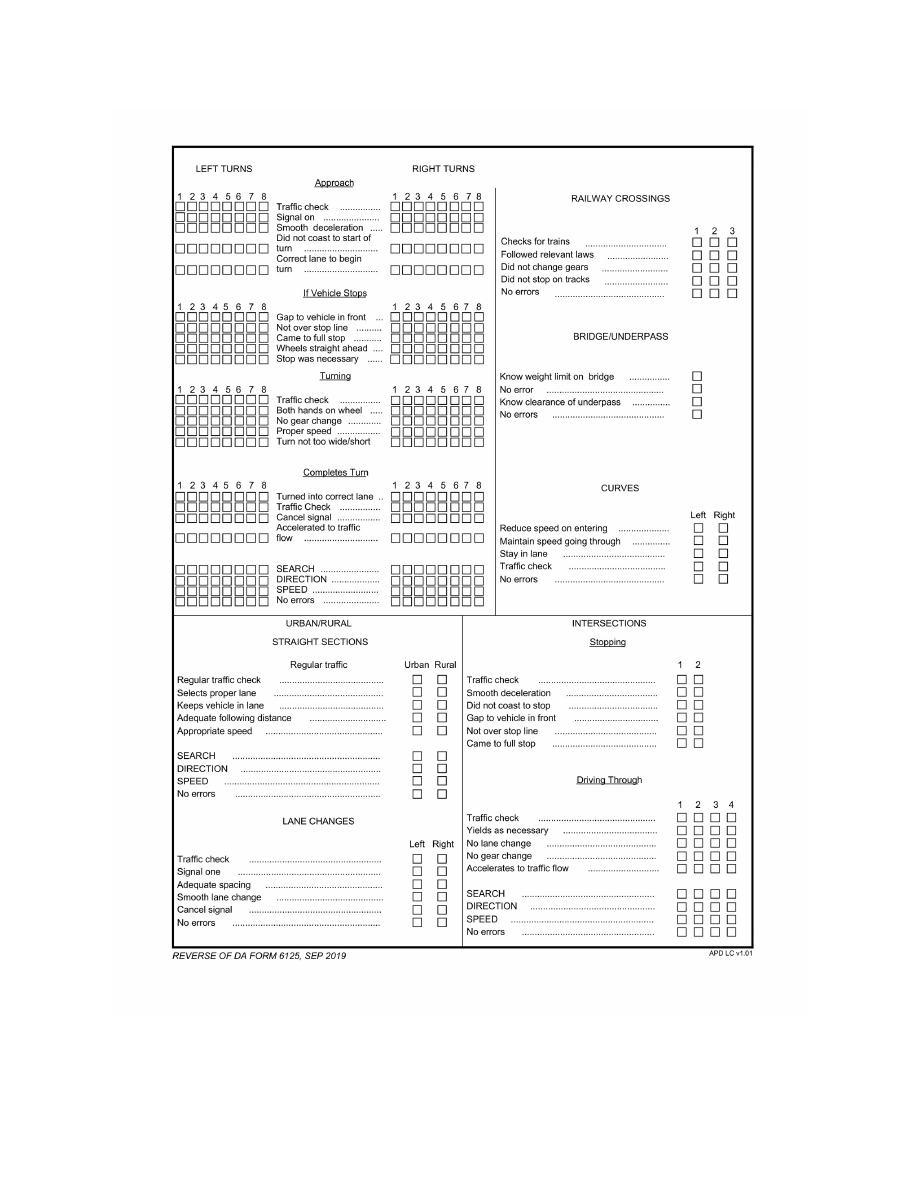 LEFT TURNS RIGHT TURNS
Approach
1 2 3 4 5 6 7 8 1 2 3 4 5 6 7 8
Traffic check ................
Signal on ......................
Smooth deceleration .....
Did not coast to start of
turn .............................
Correct lane to begin
turn .............................
If Vehicle Stops
1 2 3 4 5 6 7 8 1 2 3 4 5 6 7 8
Gap to vehicle in front ...
Not over stop line ..........
Came to full stop ...........
Wheels straight ahead ....
Stop was necessary ......
Turning
1 2 3 4 5 6 7 8 1 2 3 4 5 6 7 8
Traffic check ................
Both hands on wheel .....
No gear change .............
Proper speed .................
Turn not too wide/short
Completes Turn
1 2 3 4 5 6 7 8 1 2 3 4 5 6 7 8
Turned into correct lane ..
Traffic Check ................
Cancel signal .................
Accelerated to traffic
flow .............................
SEARCH .......................
DIRECTION ...................
SPEED ..........................
No errors ......................
RAILWAY CROSSINGS
1 2 3
Checks for trains ................................
Followed relevant laws ........................
Did not change gears ..........................
Did not stop on tracks .........................
No errors ...........................................
BRIDGE/UNDERPASS
Know weight limit on bridge ................
No error ..............................................
Know clearance of underpass ...............
No errors ............................................
CURVES
Left Right
Reduce speed on entering ....................
Maintain speed going through ...............
Stay in lane ........................................
Traffic check ......................................
No errors ...........................................
URBAN/RURAL
STRAIGHT SECTIONS
Regular traffic Urban Rural
Regular traffic check .........................................
Selects proper lane ...........................................
Keeps vehicle in lane ........................................
Adequate following distance ..............................
Appropriate speed ..............................................
SEARCH ..........................................................
DIRECTION .......................................................
SPEED .............................................................
No errors .........................................................
LANE CHANGES
Left Right
Traffic check ....................................................
Signal one ........................................................
Adequate spacing ..............................................
Smooth lane change ..........................................
Cancel signal ....................................................
No errors ..........................................................
INTERSECTIONS
Stopping
1 2
Traffic check ..............................................
Smooth deceleration ....................................
Did not coast to stop ...................................
Gap to vehicle in front .................................
Not over stop line ............................................
Came to full stop .........................................
Driving Through
1 2 3 4
Traffic check ..............................................
Yields as necessary .....................................
No lane change ...........................................
No gear change ...........................................
Accelerates to traffic flow ............................
SEARCH ....................................................
DIRECTION .................................................
SPEED ........................................................
No errors ....................................................
REVERSE OF DA FORM 6125, SEP 2019
APD LC v1.01